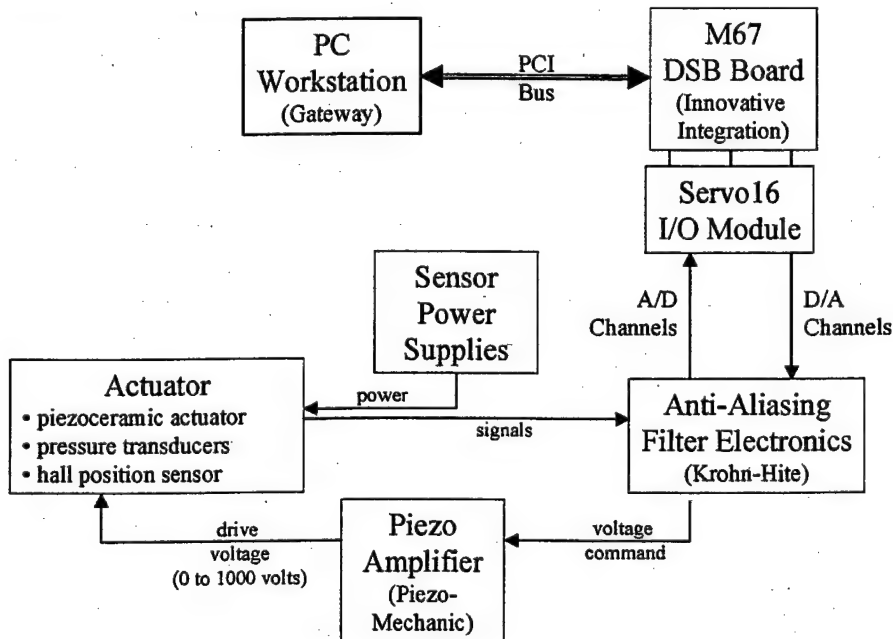 PC
Workstation
(Gateway)
PCI
Bus
M67
DSB Board
(Innovative
Integration)
Servo16
I/O Module
A/D
Channels
D/A
Channels
Sensor
Power
Supplies
power
Actuator
• piezoceramic actuator
• pressure transducers
• hall position sensor
signals
Anti-Aliasing
Filter Electronics
(Krohn-Hite)
drive
voltage
(0 to 1000 volts)
Piezo
Amplifier
(Piezo-
Mechanic)
voltage
command